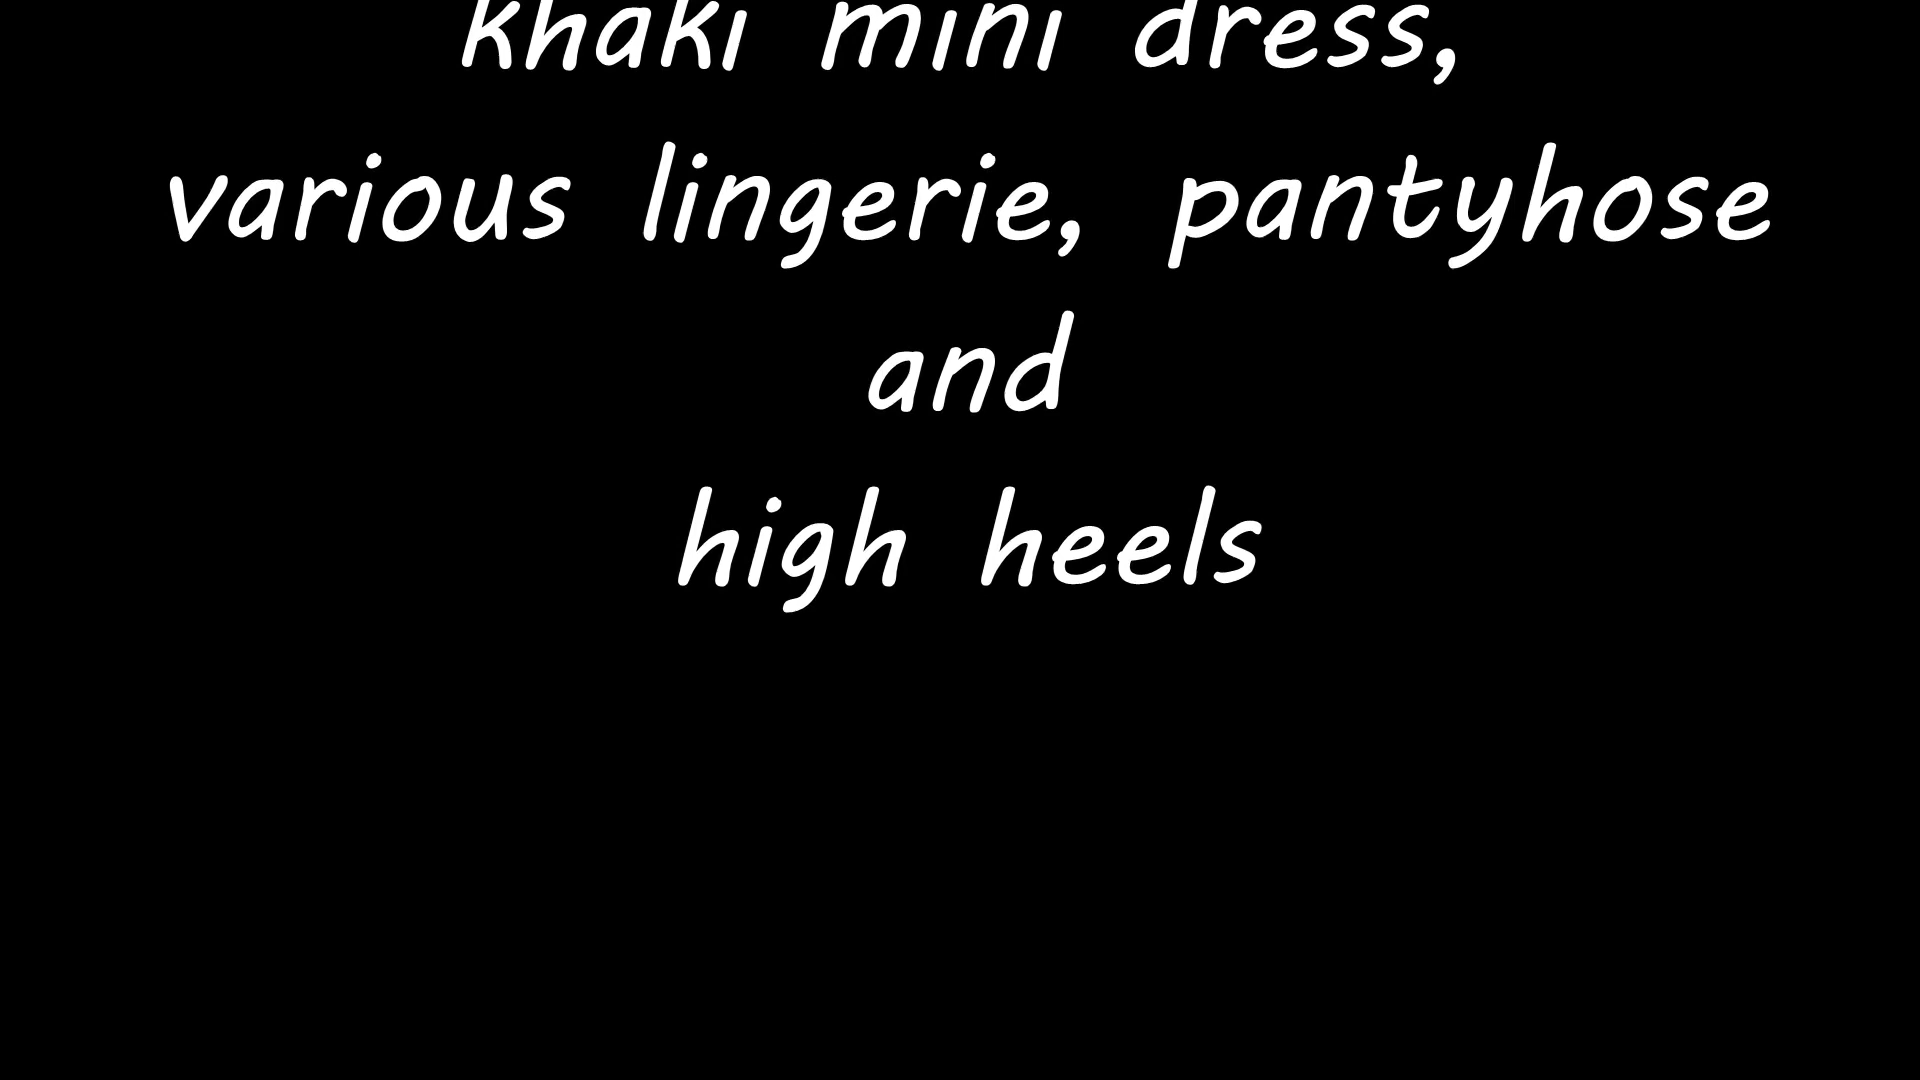 khaki mini dress,
various lingerie, pantyhose
and
high heels